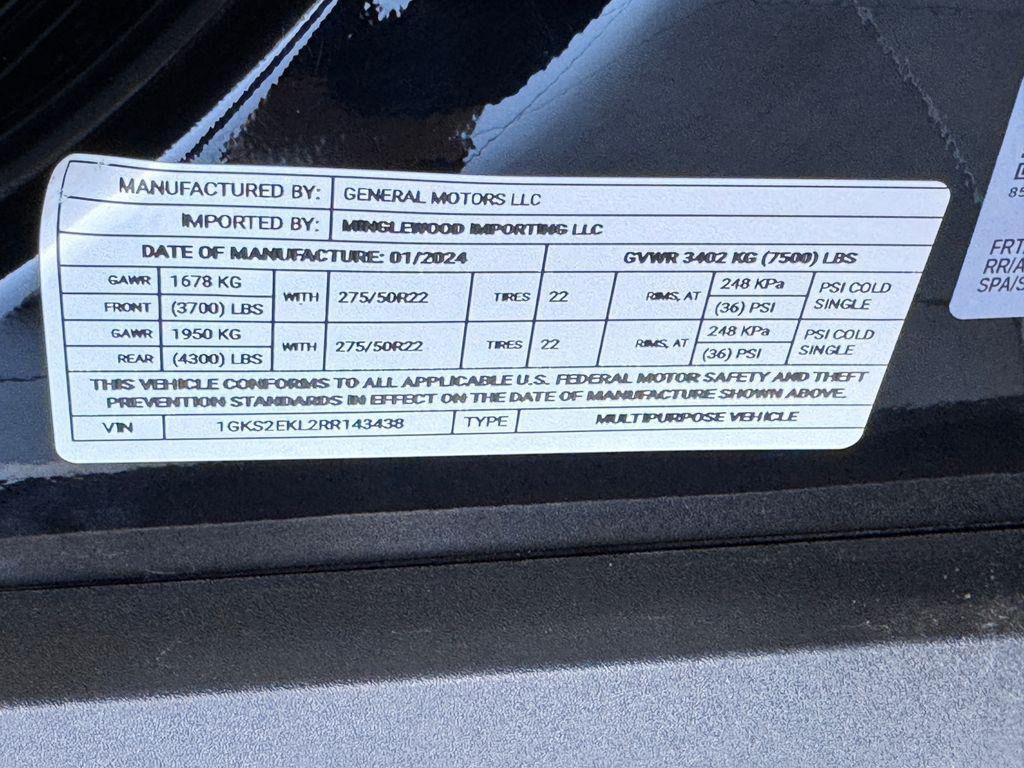 MANUFACTURED BY: GENERAL MOTORS LLC
IMPORTED BY: MINGLEWOOD IMPORTING LLC
DATE OF MANUFACTURE: 01/2024 GVWR 3402 KG (7500) LBS
GAWR 1678 KG WITH 275/50R22 TIRES 22 RIMS, AT 248 KPa PSI COLD
FRONT (3700) LBS (36) PSI SINGLE
GAWR 1950 KG WITH 275/50R22 TIRES 22 RIMS, AT 248 KPa PSI COLD
REAR (4300) LBS (36) PSI SINGLE
THIS VEHICLE CONFORMS TO ALL APPLICABLE U.S. FEDERAL MOTOR SAFETY AND THEFT
PREVENTION STANDARDS IN EFFECT ON THE DATE OF MANUFACTURE SHOWN ABOVE.
VIN 1GKS2EKL2RR143438 TYPE MULTIPURPOSE VEHICLE
85
FRT
RR/A
SPA/S